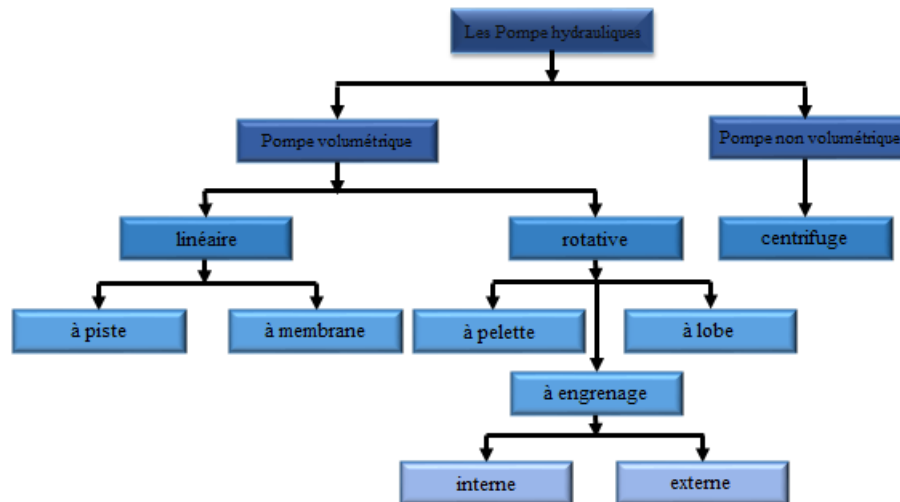 Les Pompe hydrauliques
Pompe volumétrique
Pompe non volumétrique
linéaire
rotative
centrifuge
à piste
à membrane
à pelette
à lobe
à engrenage
interne
externe